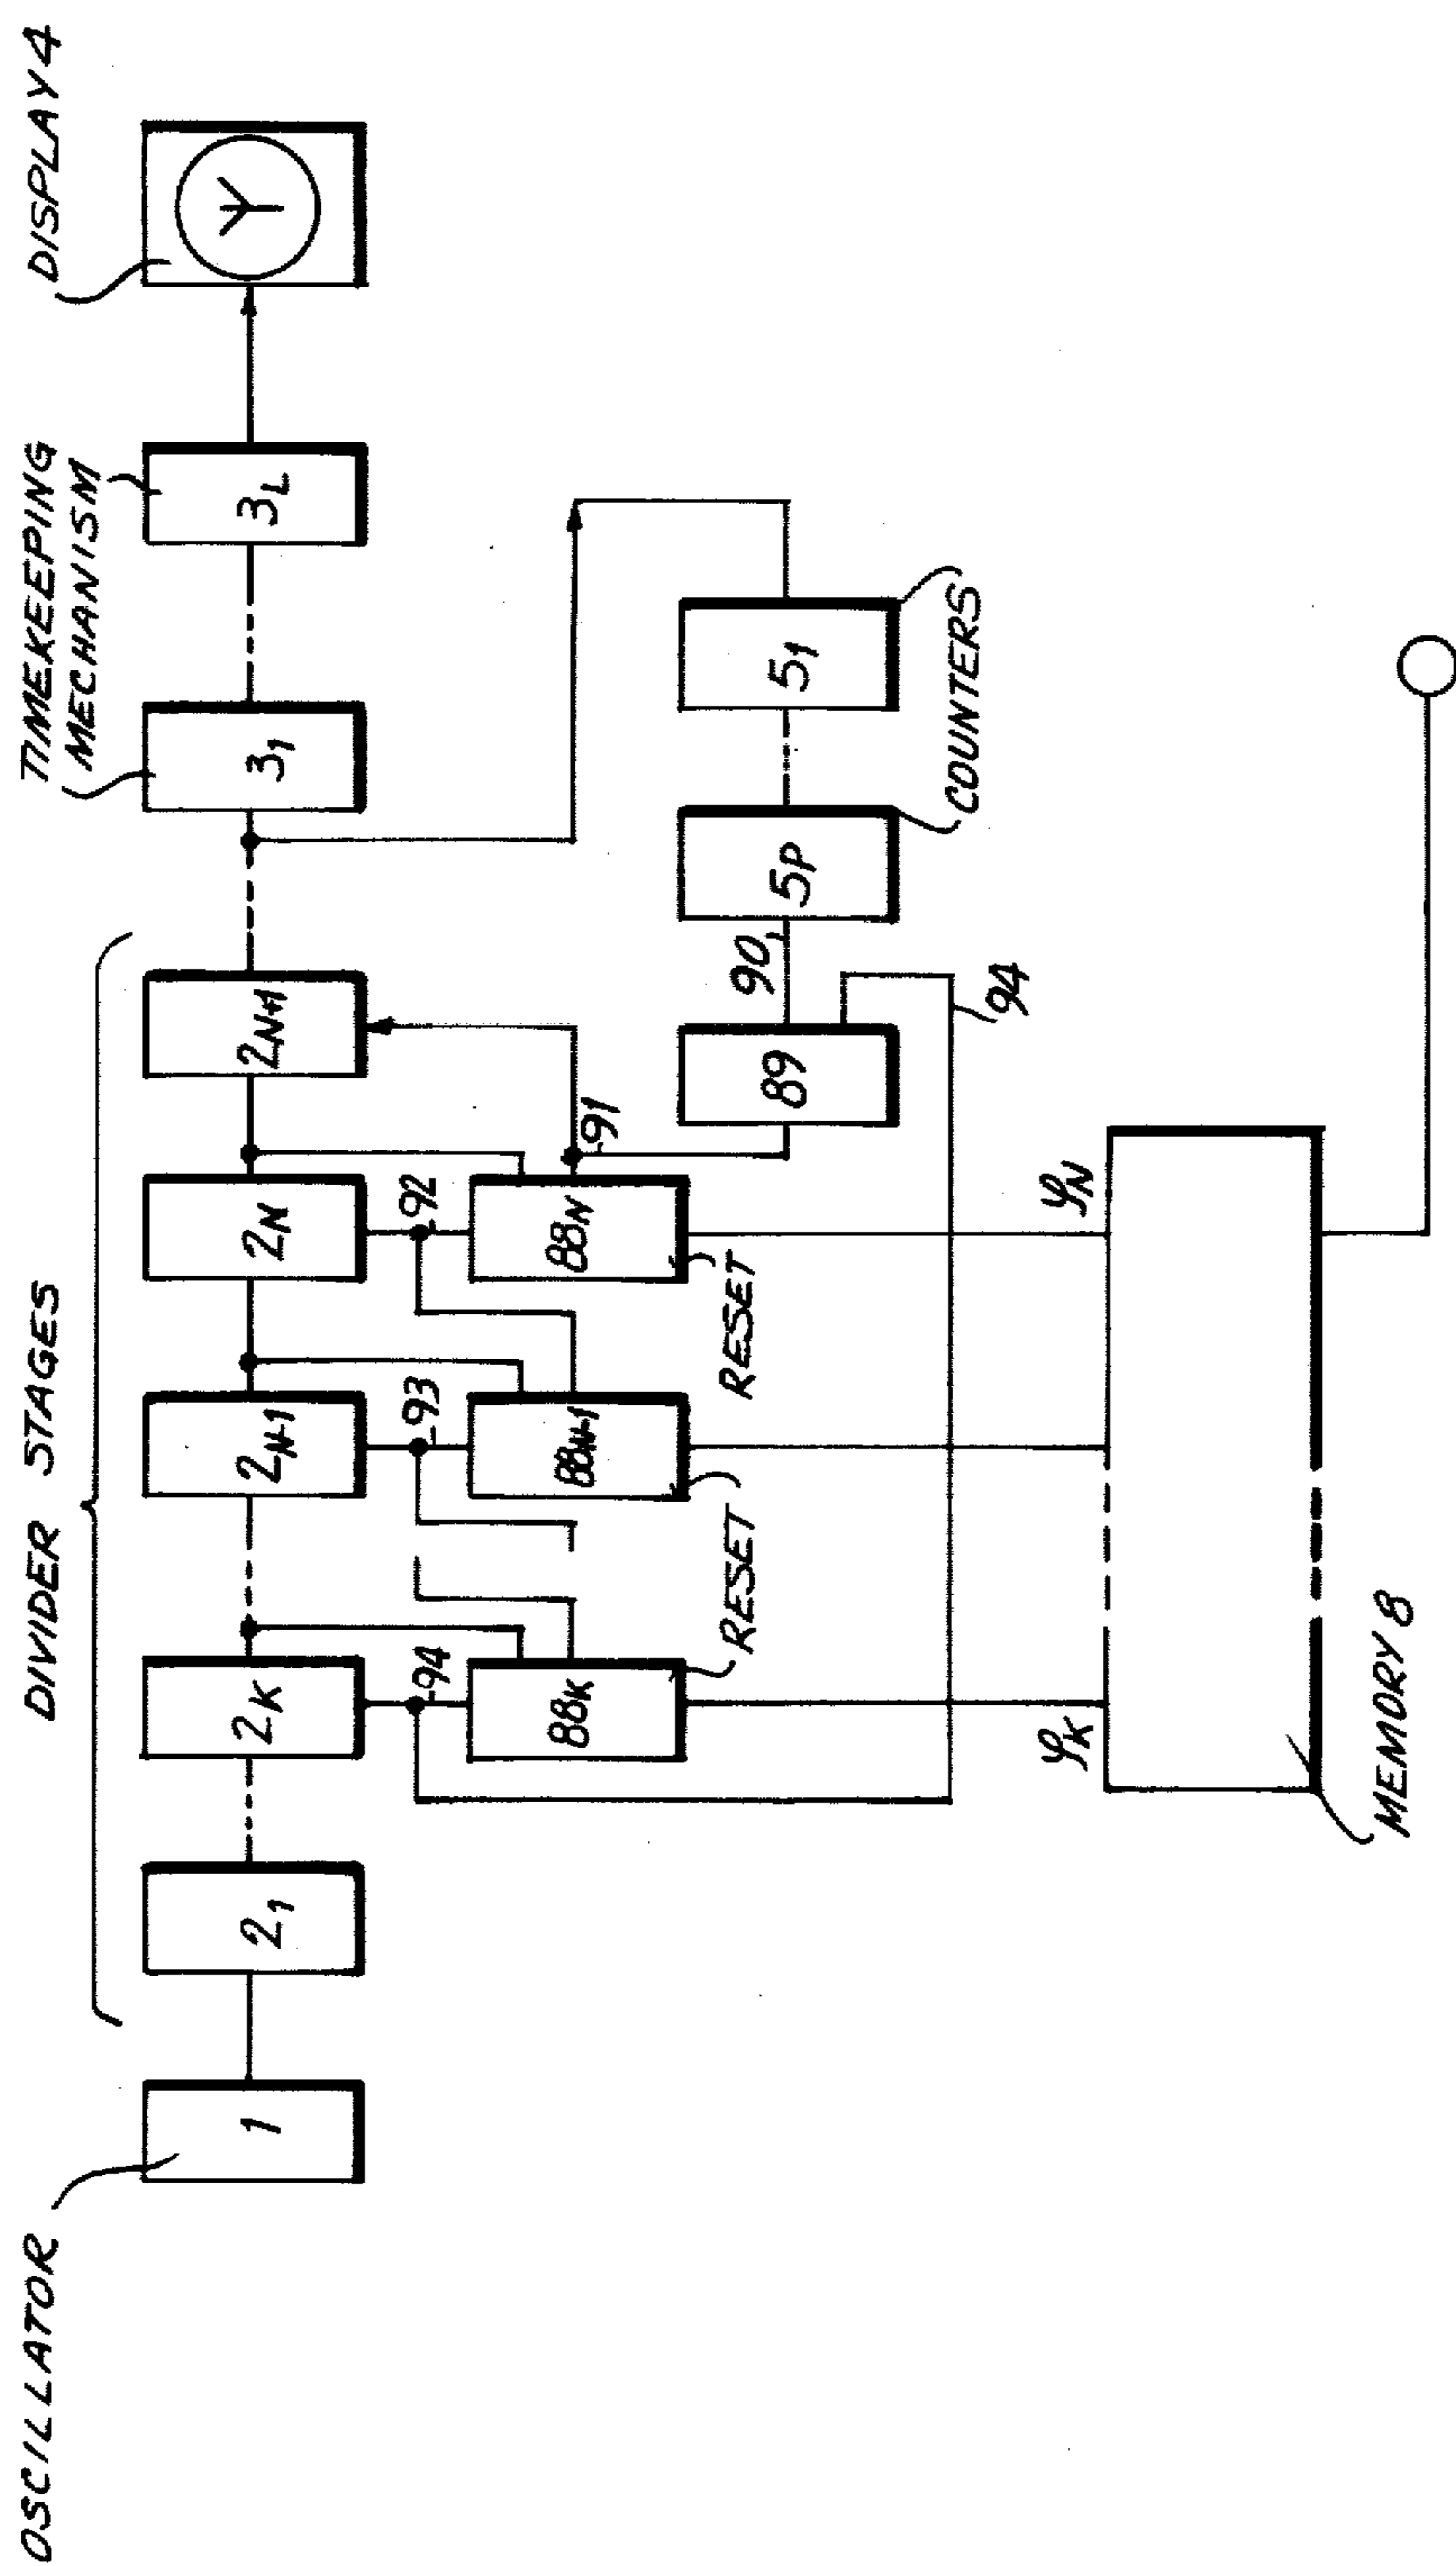 OSCILLATOR
DIVIDER STAGES
TIMEKEEPING
MECHANISM
DISPLAY 4
1
2₁
2K
2N-1
2N
2N+1
3₁
3L
94
93
92
91
88K
88N-1
88N
RESET
RESET
89
90
5P
5₁
COUNTERS
94
φK
φN
MEMORY 8